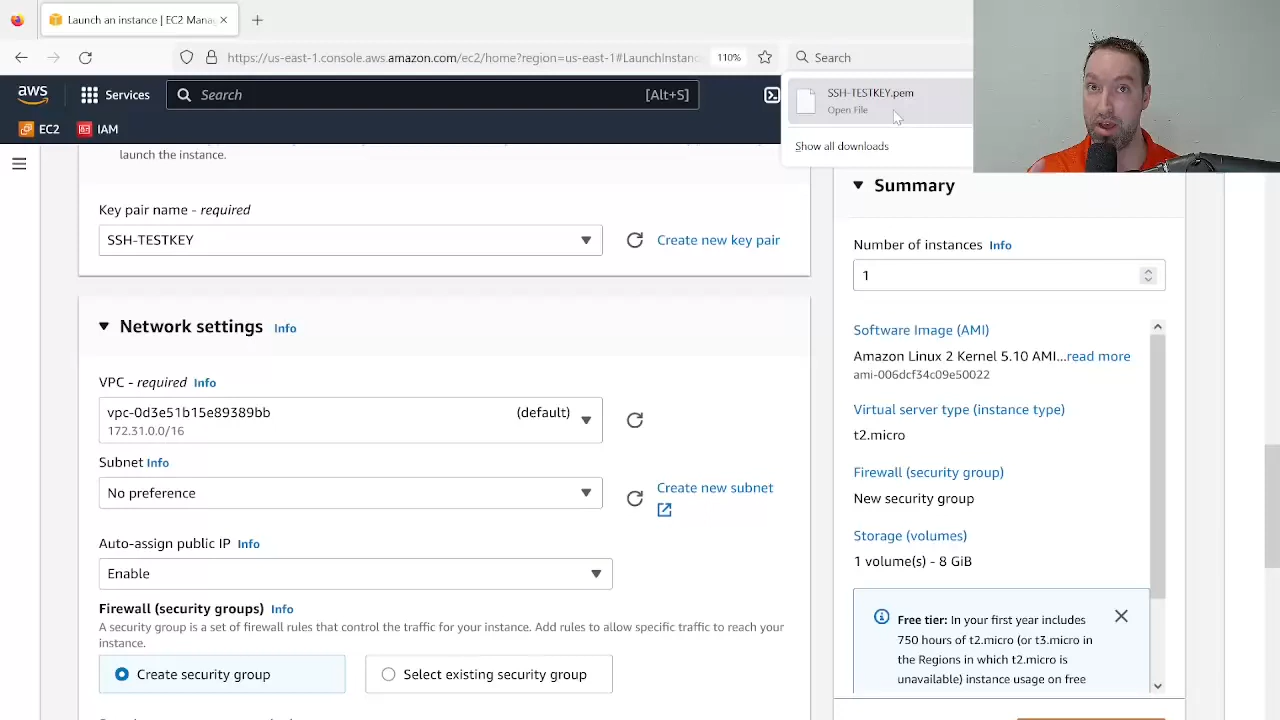 Launch an instance | EC2 Mana
https://us-east-1.console.aws.amazon.com/ec2/home?region=us-east-1#LaunchInstanc
110%
Search
aws
Services
Search
[Alt+S]
SSH-TESTKEY.pem
Open File
Show all downloads
EC2
IAM
launch the instance.
Key pair name - required
SSH-TESTKEY
Create new key pair
Network settings
Info
VPC - required Info
vpc-0d3e51b15e89389bb
(default)
172.31.0.0/16
Subnet Info
No preference
Create new subnet
Auto-assign public IP Info
Enable
Firewall (security groups) Info
A security group is a set of firewall rules that control the traffic for your instance. Add rules to allow specific traffic to reach your
instance.
Create security group
Select existing security group
Summary
Number of instances Info
1
Software Image (AMI)
Amazon Linux 2 Kernel 5.10 AMI...read more
ami-006dcf34c09e50022
Virtual server type (instance type)
t2.micro
Firewall (security group)
New security group
Storage (volumes)
1 volume(s) - 8 GiB
Free tier: In your first year includes
750 hours of t2.micro (or t3.micro in
the Regions in which t2.micro is
unavailable) instance usage on free